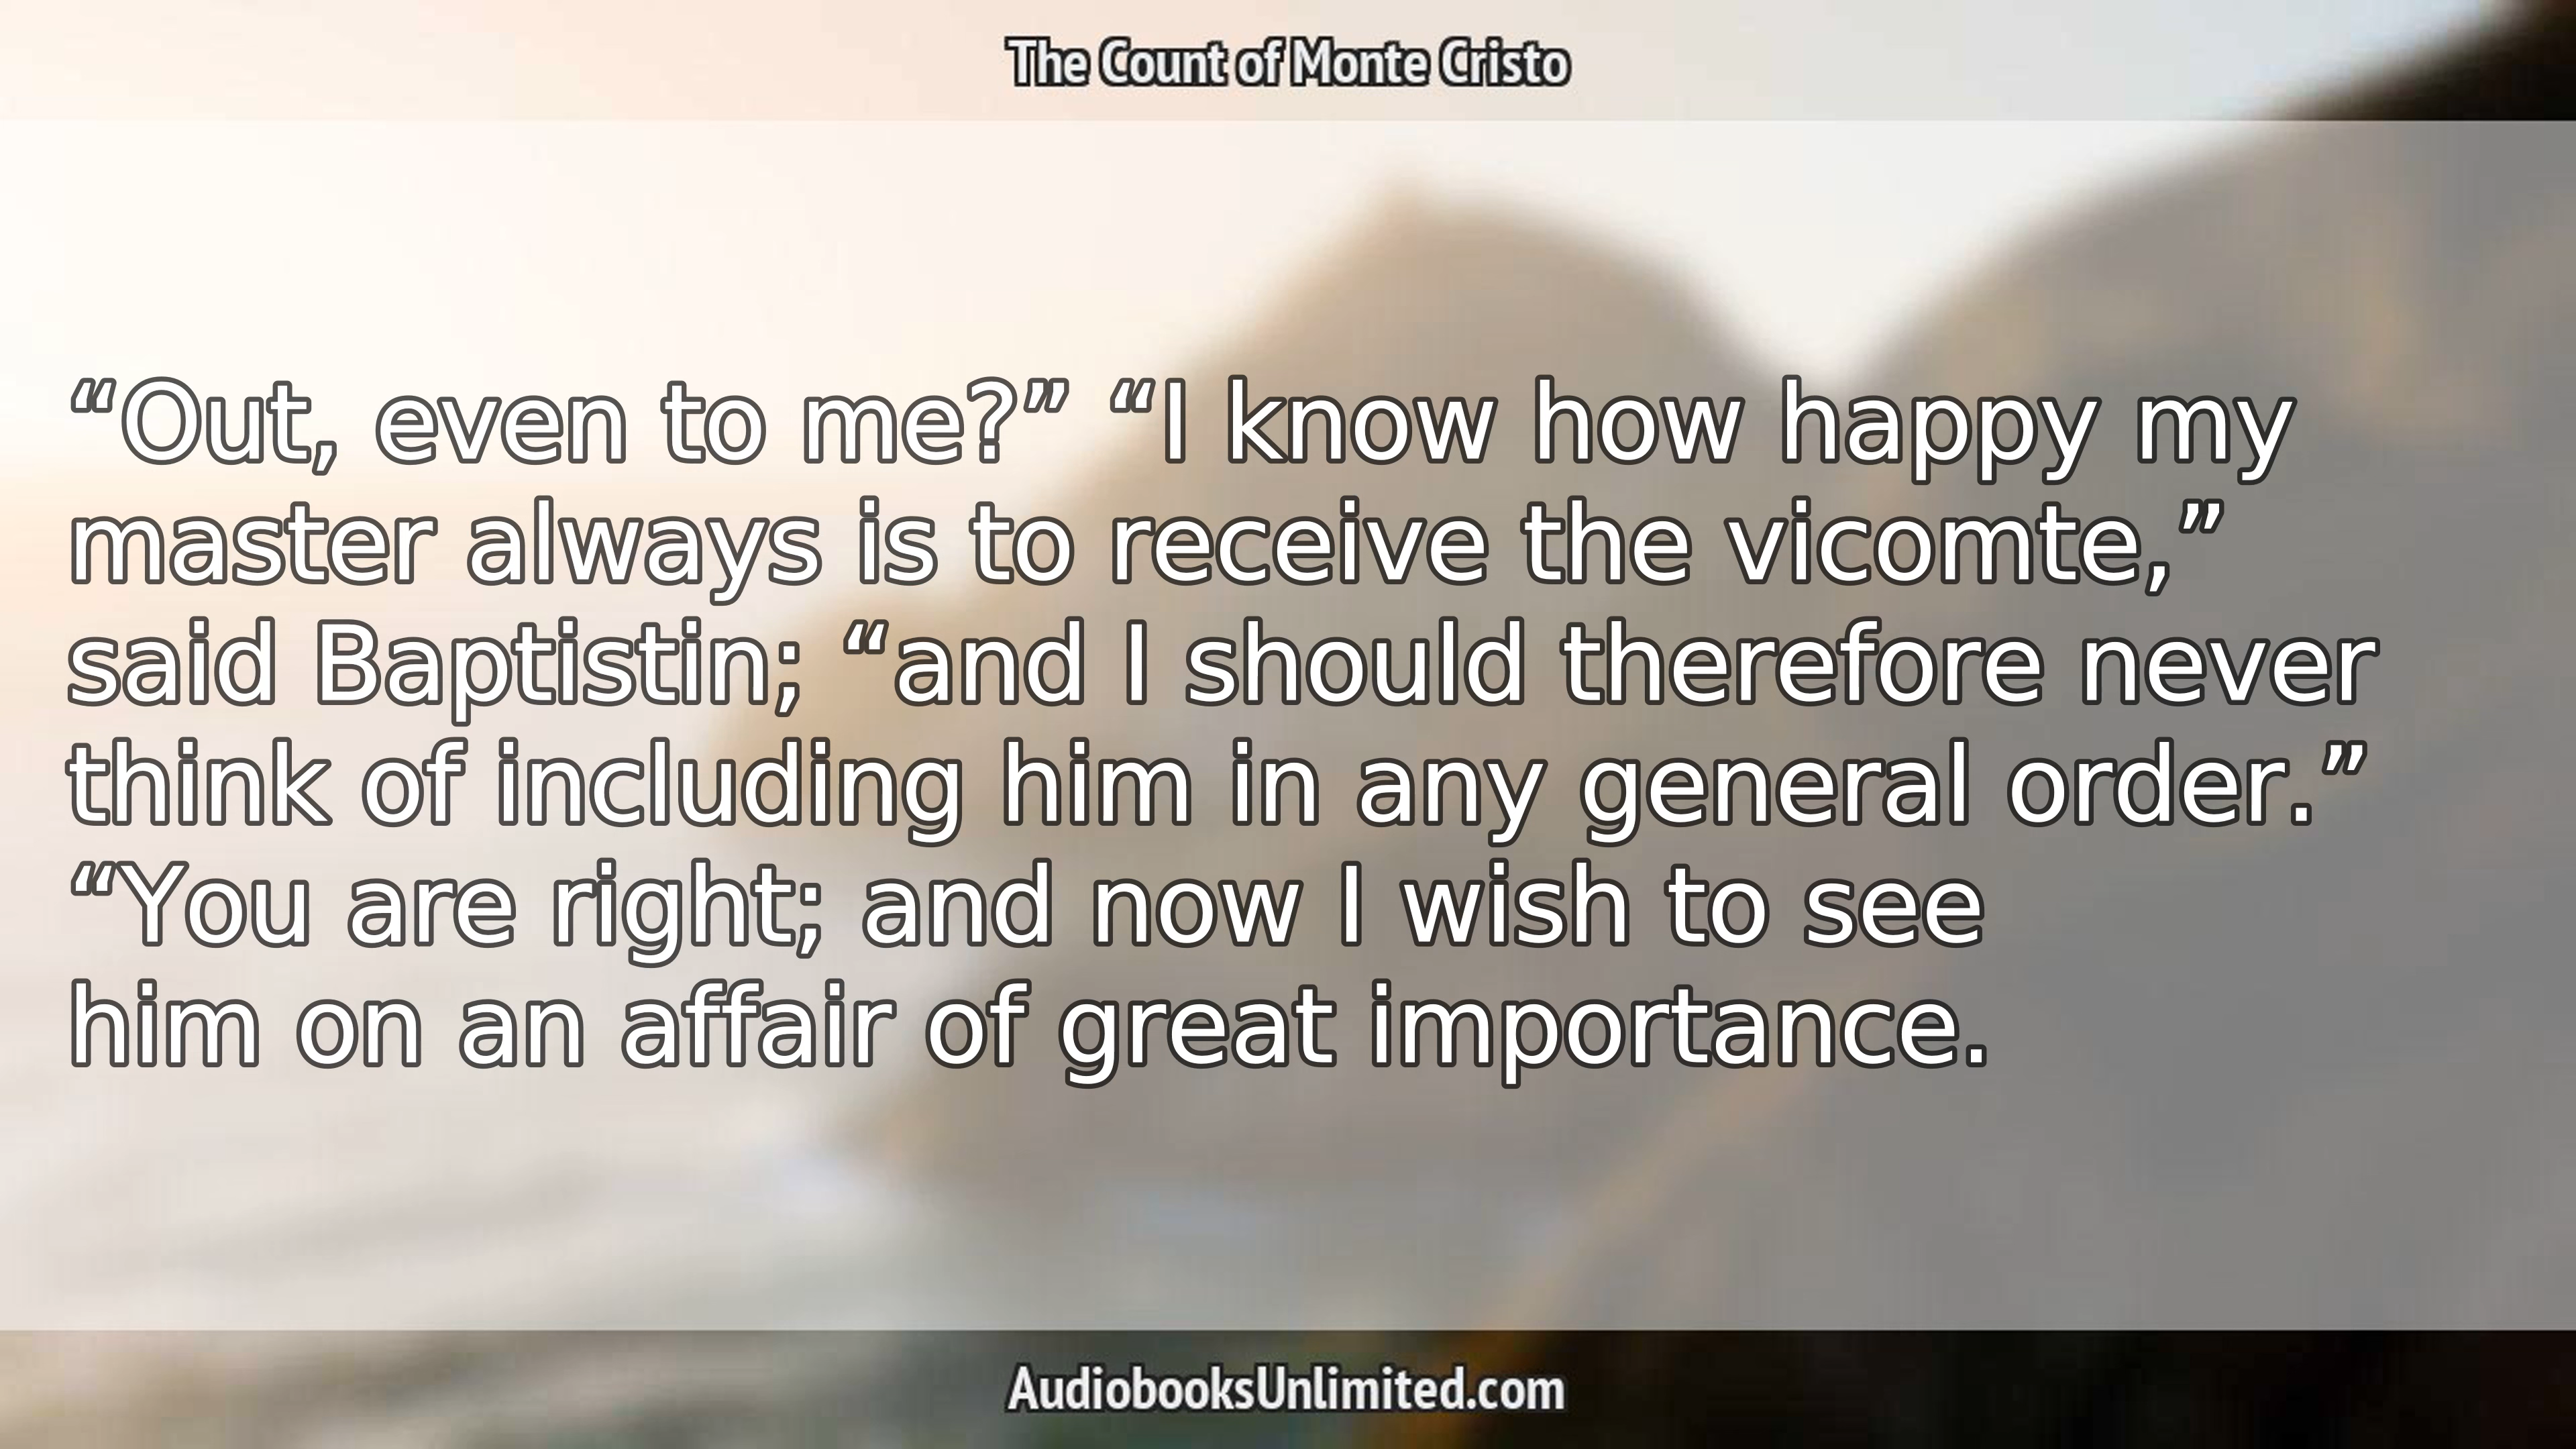 The Count of Monte Cristo
“Out, even to me?” “I know how happy my
master always is to receive the vicomte,”
said Baptistin; “and I should therefore never
think of including him in any general order.”
“You are right; and now I wish to see
him on an affair of great importance.
AudiobooksUnlimited.com